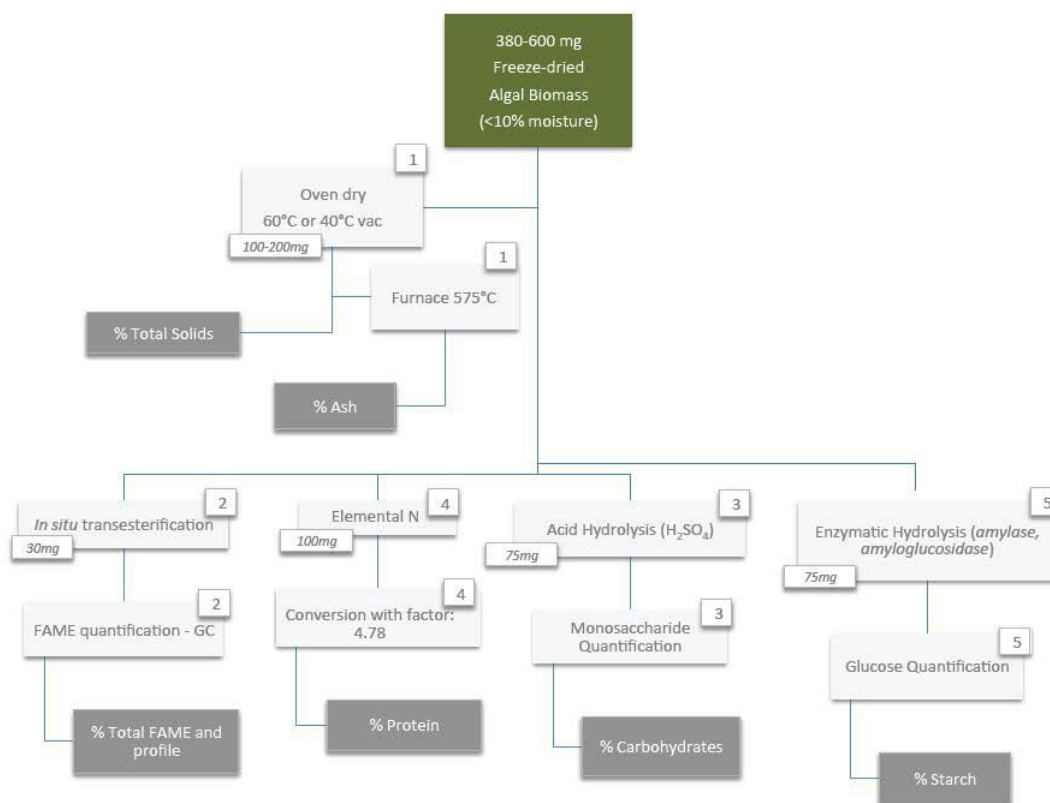 380-600 mg
Freeze-dried
Algal Biomass
(<10% moisture)
1
Oven dry
60°C or 40°C vac
100-200mg
1
Furnace 575°C
% Total Solids
% Ash
2
In situ transesterification
30mg
4
Elemental N
100mg
3
Acid Hydrolysis (H₂SO₄)
75mg
5
Enzymatic Hydrolysis (amylase,
amyloglucosidase)
75mg
2
FAME quantification - GC
4
Conversion with factor:
4.78
3
Monosaccharide
Quantification
5
Glucose Quantification
% Total FAME and
profile
% Protein
% Carbohydrates
% Starch